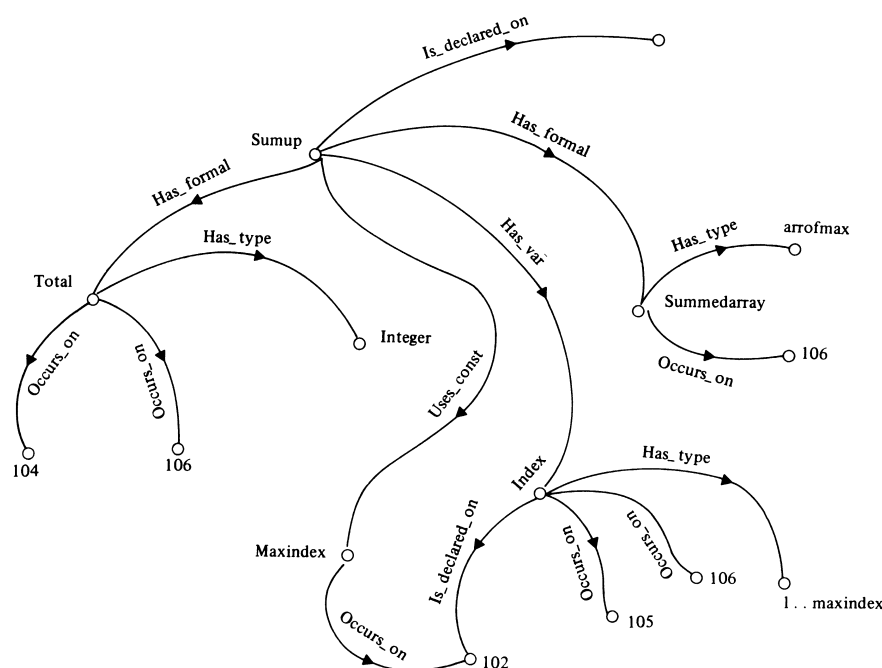 Is_declared_on
Sumup
Has_formal
Has_formal
Has_type
Has_var
Has_type
arrofmax
Total
Summedarray
Integer
Occurs_on
Occurs_on
Uses_const
Occurs_on
106
104
106
Index
Has_type
Maxindex
Is_declared_on
Occurs_on
Occurs_on
106
1 . . maxindex
105
Occurs_on
102